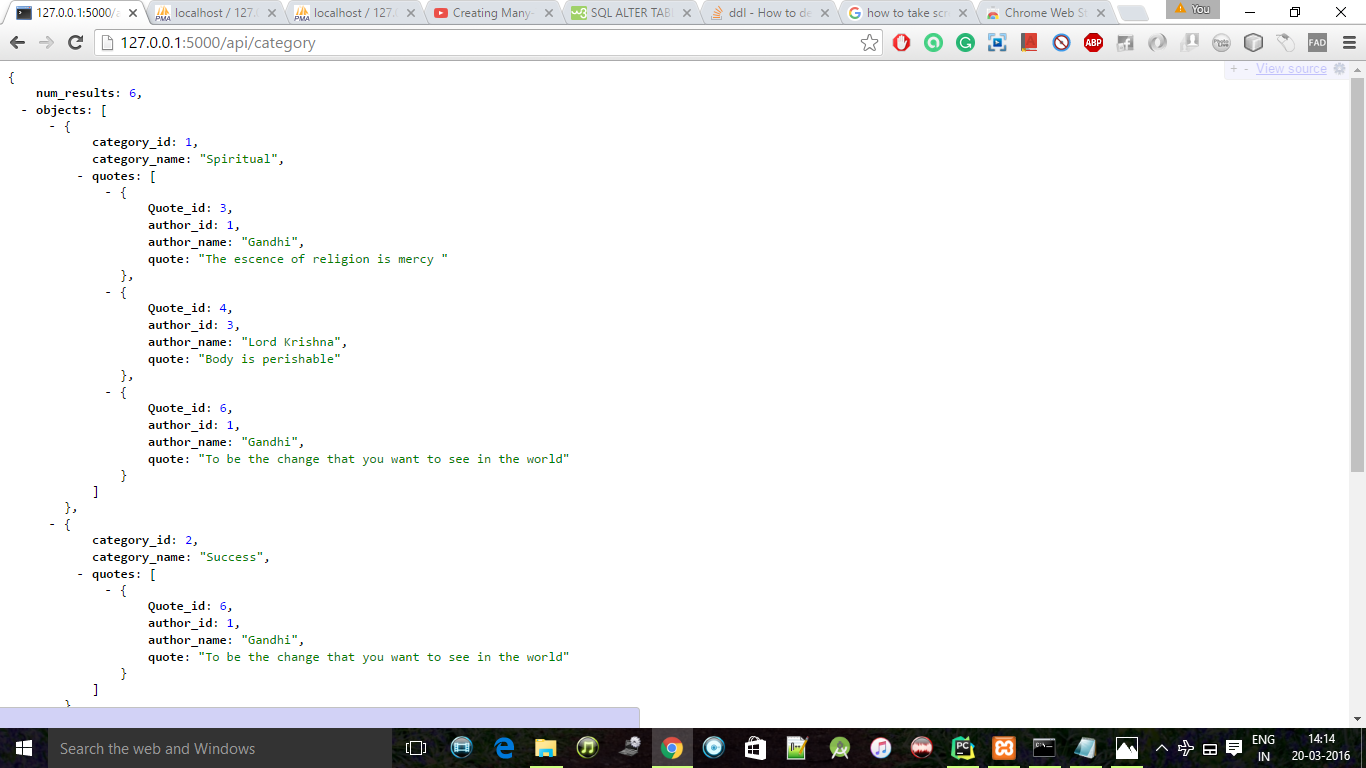 127.0.0.1:5000/a
localhost / 127.
localhost / 127.
Creating Many-
SQL ALTER TABL
ddl - How to de
how to take scr
Chrome Web St
You
127.0.0.1:5000/api/category
ABP
FAD
+ - View source
{
num_results: 6,
- objects: [
- {
category_id: 1,
category_name: "Spiritual",
- quotes: [
- {
Quote_id: 3,
author_id: 1,
author_name: "Gandhi",
quote: "The escence of religion is mercy "
},
- {
Quote_id: 4,
author_id: 3,
author_name: "Lord Krishna",
quote: "Body is perishable"
},
- {
Quote_id: 6,
author_id: 1,
author_name: "Gandhi",
quote: "To be the change that you want to see in the world"
}
]
},
- {
category_id: 2,
category_name: "Success",
- quotes: [
- {
Quote_id: 6,
author_id: 1,
author_name: "Gandhi",
quote: "To be the change that you want to see in the world"
}
]
}
Search the web and Windows
ENG
IN
14:14
20-03-2016